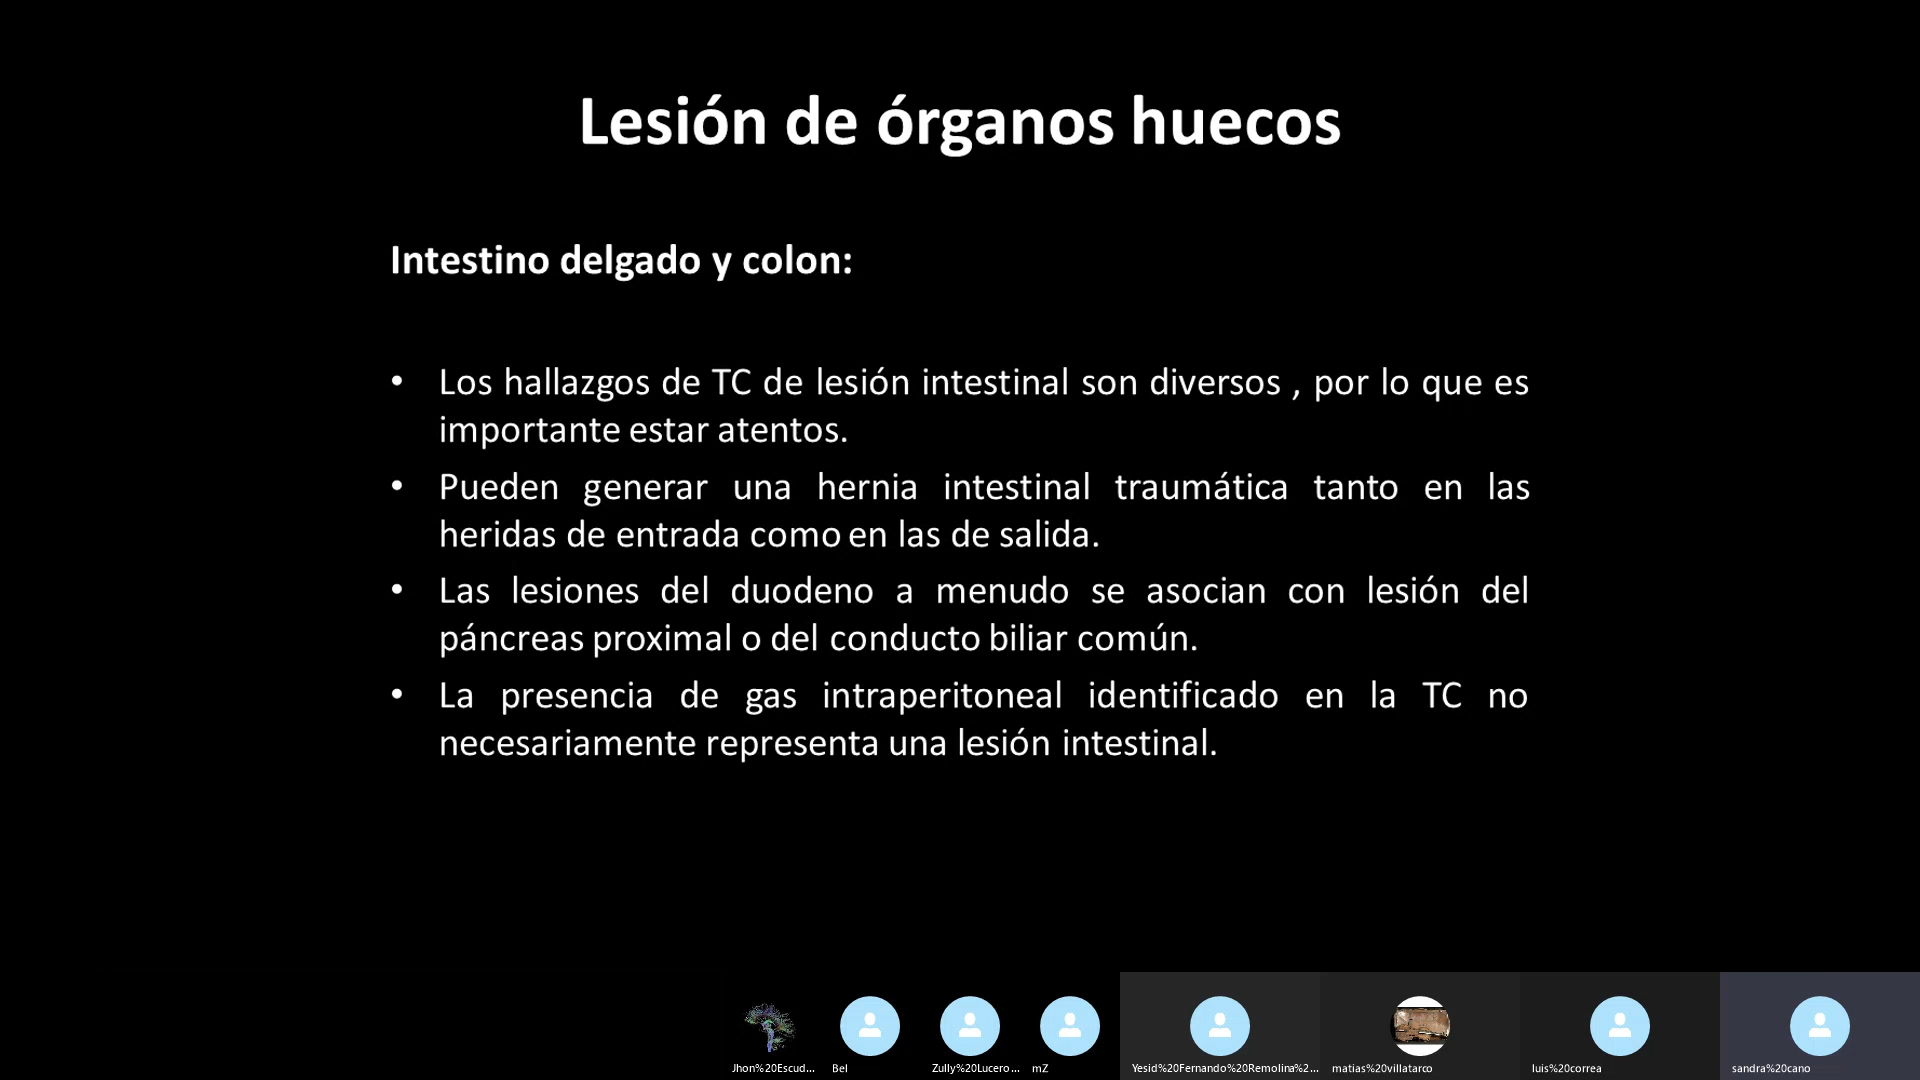 Lesión de órganos huecos
Intestino delgado y colon:
• Los hallazgos de TC de lesión intestinal son diversos , por lo que es
importante estar atentos.
• Pueden generar una hernia intestinal traumática tanto en las
heridas de entrada como en las de salida.
• Las lesiones del duodeno a menudo se asocian con lesión del
páncreas proximal o del conducto biliar común.
• La presencia de gas intraperitoneal identificado en la TC no
necesariamente representa una lesión intestinal.
Jhon%20Escud...
Bel
Zully%20Lucero...
mZ
Yesid%20Fernando%20Remolina%2...
matias%20villatarco
luis%20correa
sandra%20cano